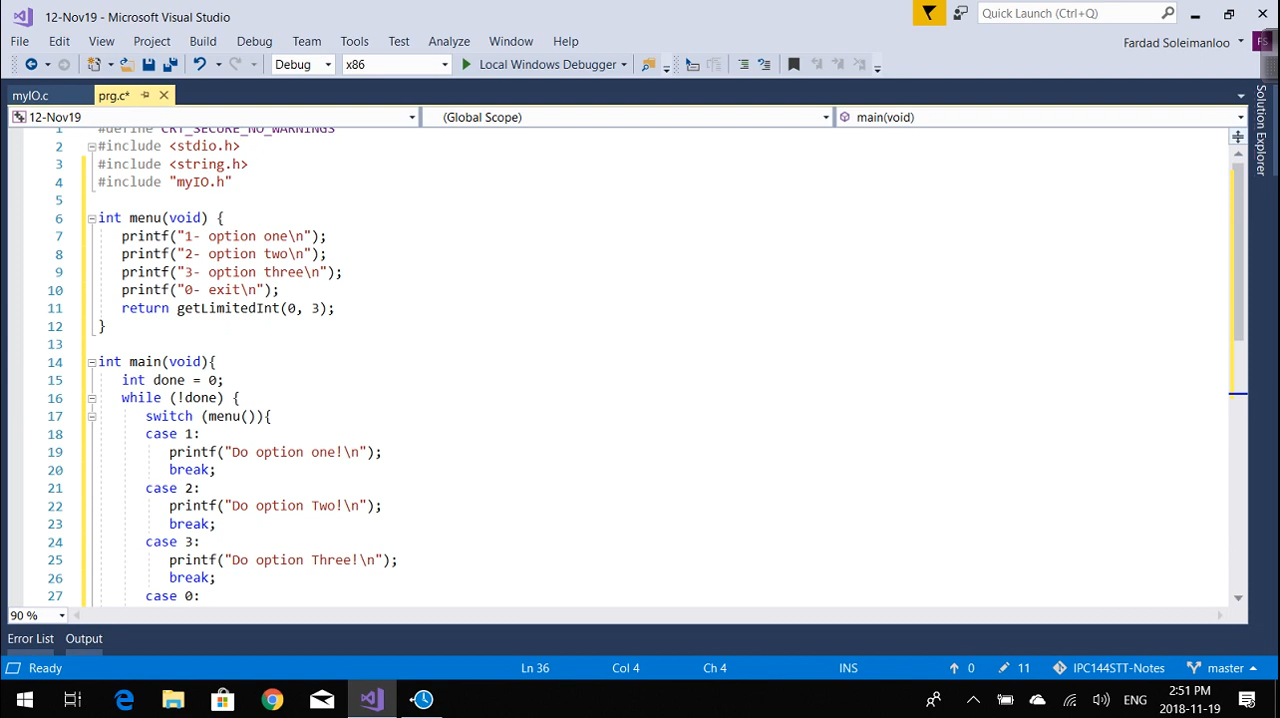 12-Nov19 - Microsoft Visual Studio
Quick Launch (Ctrl+Q)
File Edit View Project Build Debug Team Tools Test Analyze Window Help
Fardad Soleimanloo FS
Debug x86 Local Windows Debugger
myIO.c prg.c*
12-Nov19 (Global Scope) main(void)
Solution Explorer
1 #define CRT_SECURE_NO_WARNINGS
2 #include <stdio.h>
3 #include <string.h>
4 #include "myIO.h"
5
6 int menu(void) {
7 printf("1- option one\n");
8 printf("2- option two\n");
9 printf("3- option three\n");
10 printf("0- exit\n");
11 return getLimitedInt(0, 3);
12 }
13
14 int main(void){
15 int done = 0;
16 while (!done) {
17 switch (menu()){
18 case 1:
19 printf("Do option one!\n");
20 break;
21 case 2:
22 printf("Do option Two!\n");
23 break;
24 case 3:
25 printf("Do option Three!\n");
26 break;
27 case 0:
90 %
Error List Output
Ready Ln 36 Col 4 Ch 4 INS 0 11 IPC144STT-Notes master
ENG 2:51 PM
2018-11-19